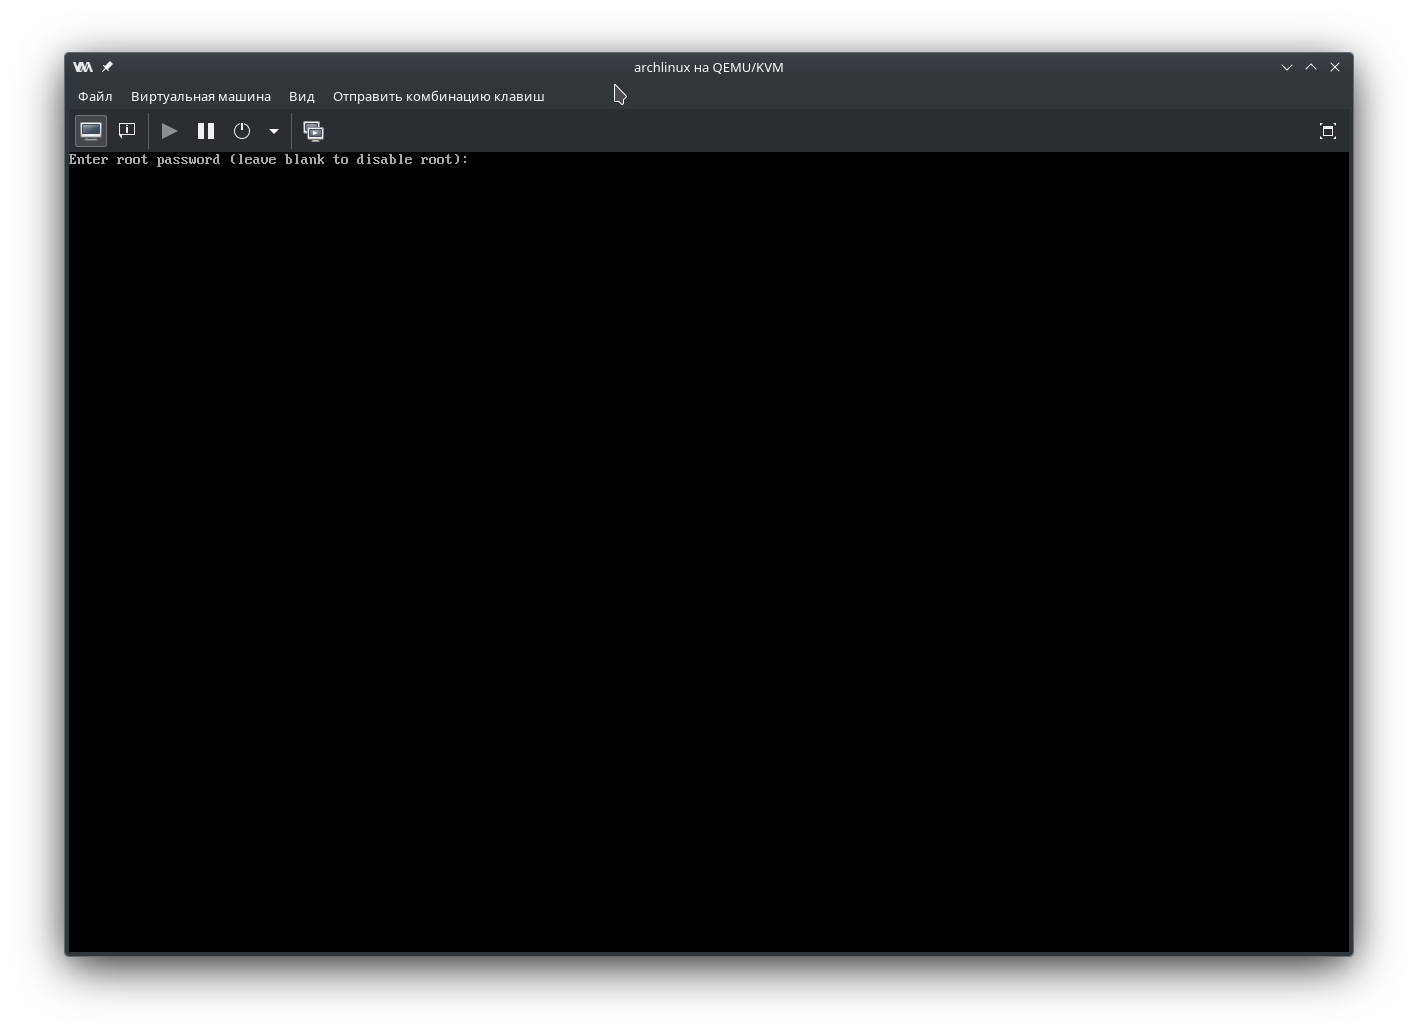 archlinux на QEMU/KVM
Файл Виртуальная машина Вид Отправить комбинацию клавиш
Enter root password (leave blank to disable root):